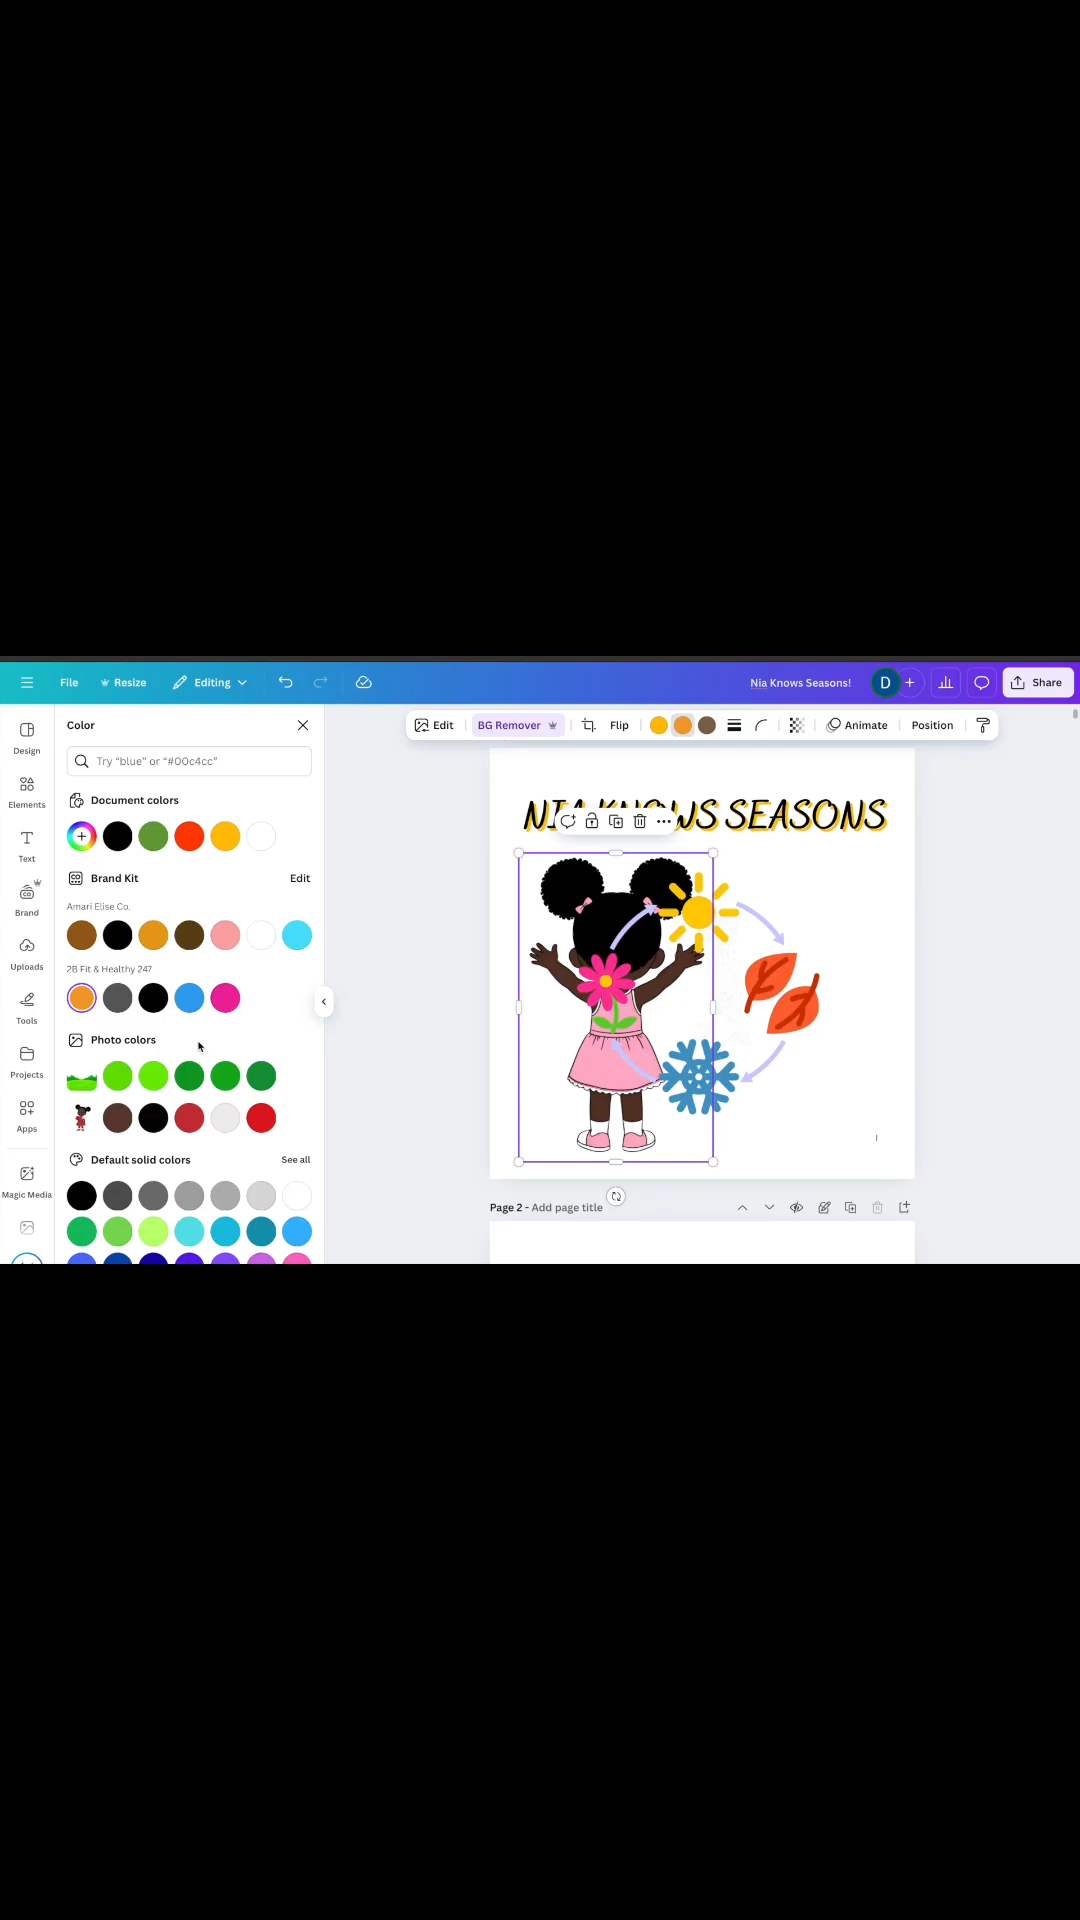 File
Resize
Editing
Nia Knows Seasons!
D
Share
Design
Elements
Text
Brand
Uploads
Tools
Projects
Apps
Magic Media
Color
Try “blue” or “#00c4cc”
Document colors
Brand Kit
Edit
Amari Elise Co.
2B Fit & Healthy 247
Photo colors
Default solid colors
See all
Edit
BG Remover
Flip
Animate
Position
NIA KNOWS SEASONS
Page 2 - Add page title